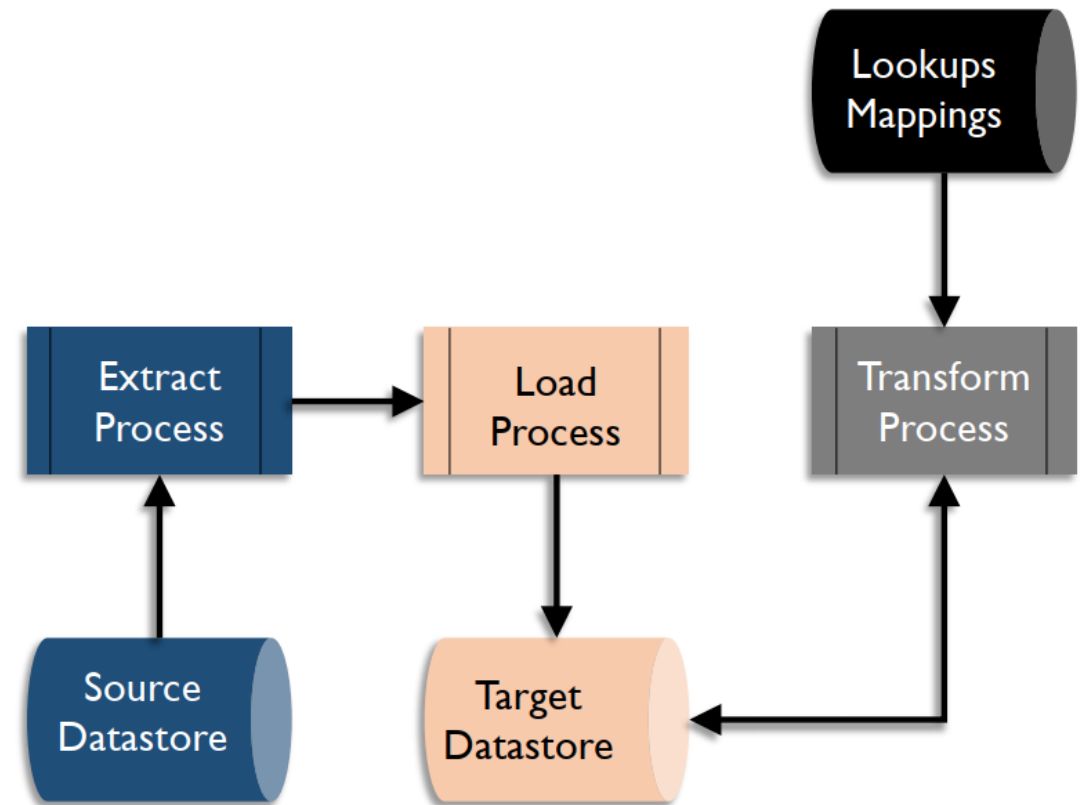 Lookups
Mappings
Extract
Process
Load
Process
Transform
Process
Source
Datastore
Target
Datastore